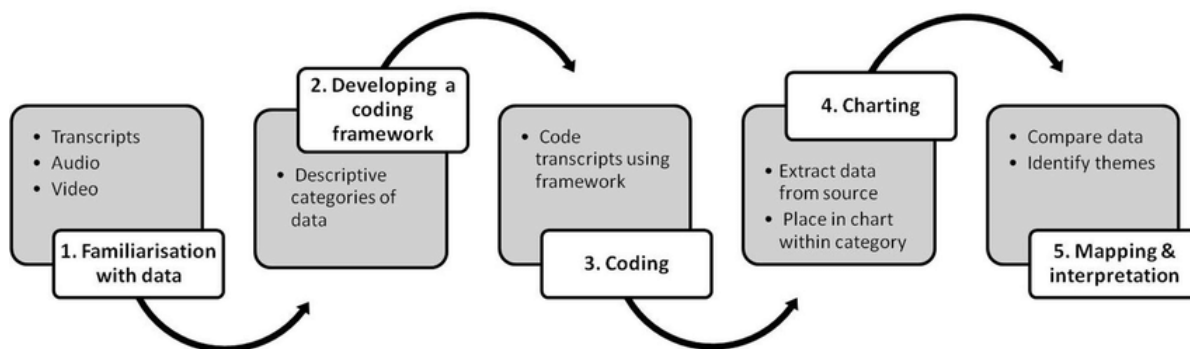 • Transcripts
• Audio
• Video
1. Familiarisation
with data
2. Developing a
coding
framework
• Descriptive
categories of
data
• Code
transcripts using
framework
3. Coding
4. Charting
• Extract data
from source
• Place in chart
within category
• Compare data
• Identify themes
5. Mapping &
interpretation